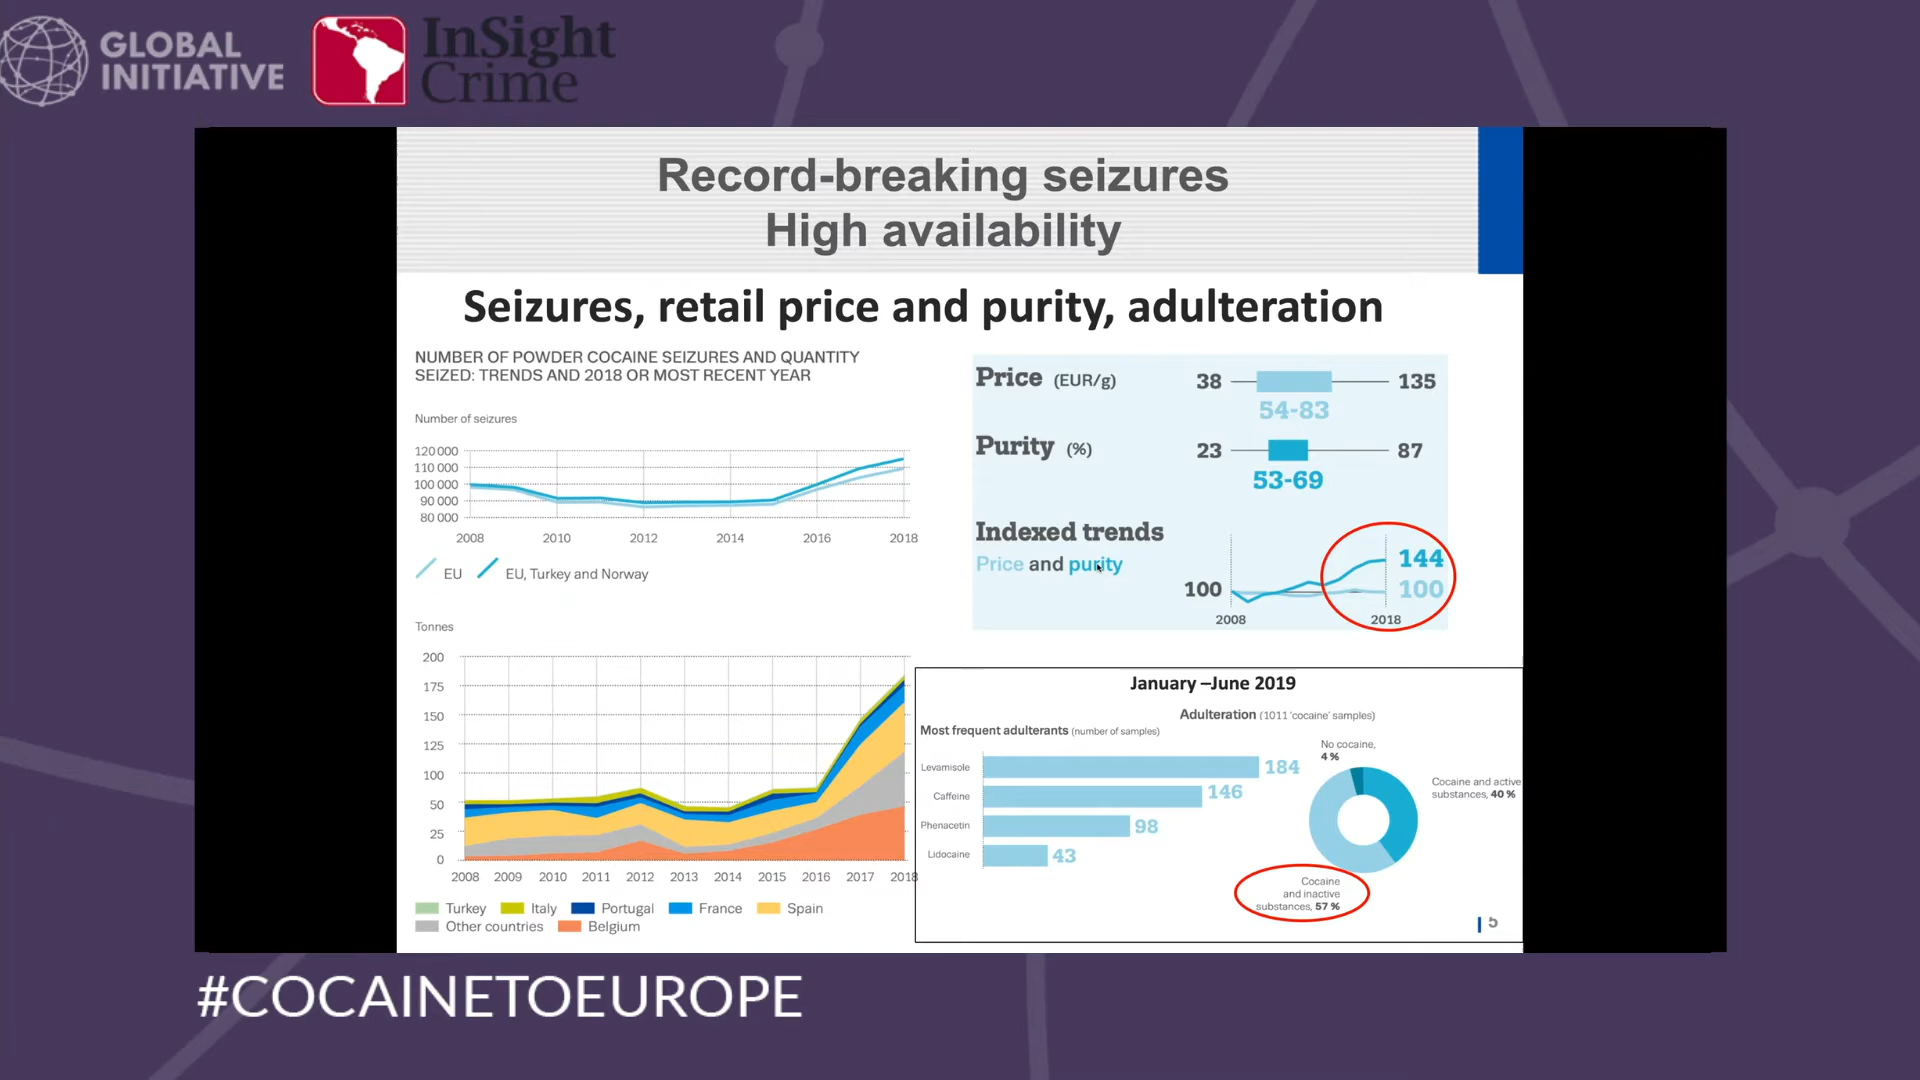 GLOBAL
INITIATIVE
InSight
Crime
Record-breaking seizures
High availability
Seizures, retail price and purity, adulteration
NUMBER OF POWDER COCAINE SEIZURES AND QUANTITY
SEIZED: TRENDS AND 2018 OR MOST RECENT YEAR
Number of seizures
120 000
110 000
100 000
90 000
80 000
2008 2010 2012 2014 2016 2018
EU EU, Turkey and Norway
Tonnes
200
175
150
125
100
50
25
0
2008 2009 2010 2011 2012 2013 2014 2015 2016 2017 2018
Turkey Italy Portugal France Spain
Other countries Belgium
Price (EUR/g) 38 135
54-83
Purity (%) 23 87
53-69
Indexed trends
Price and purity
144
100 100
2008 2018
January –June 2019
Adulteration (1011 'cocaine' samples)
Most frequent adulterants (number of samples)
Levamisole 184
Caffeine 146
Phenacetin 98
Lidocaine 43
No cocaine,
4 %
Cocaine and active
substances, 40 %
Cocaine
and inactive
substances, 57 %
5
#COCAINETOEUROPE